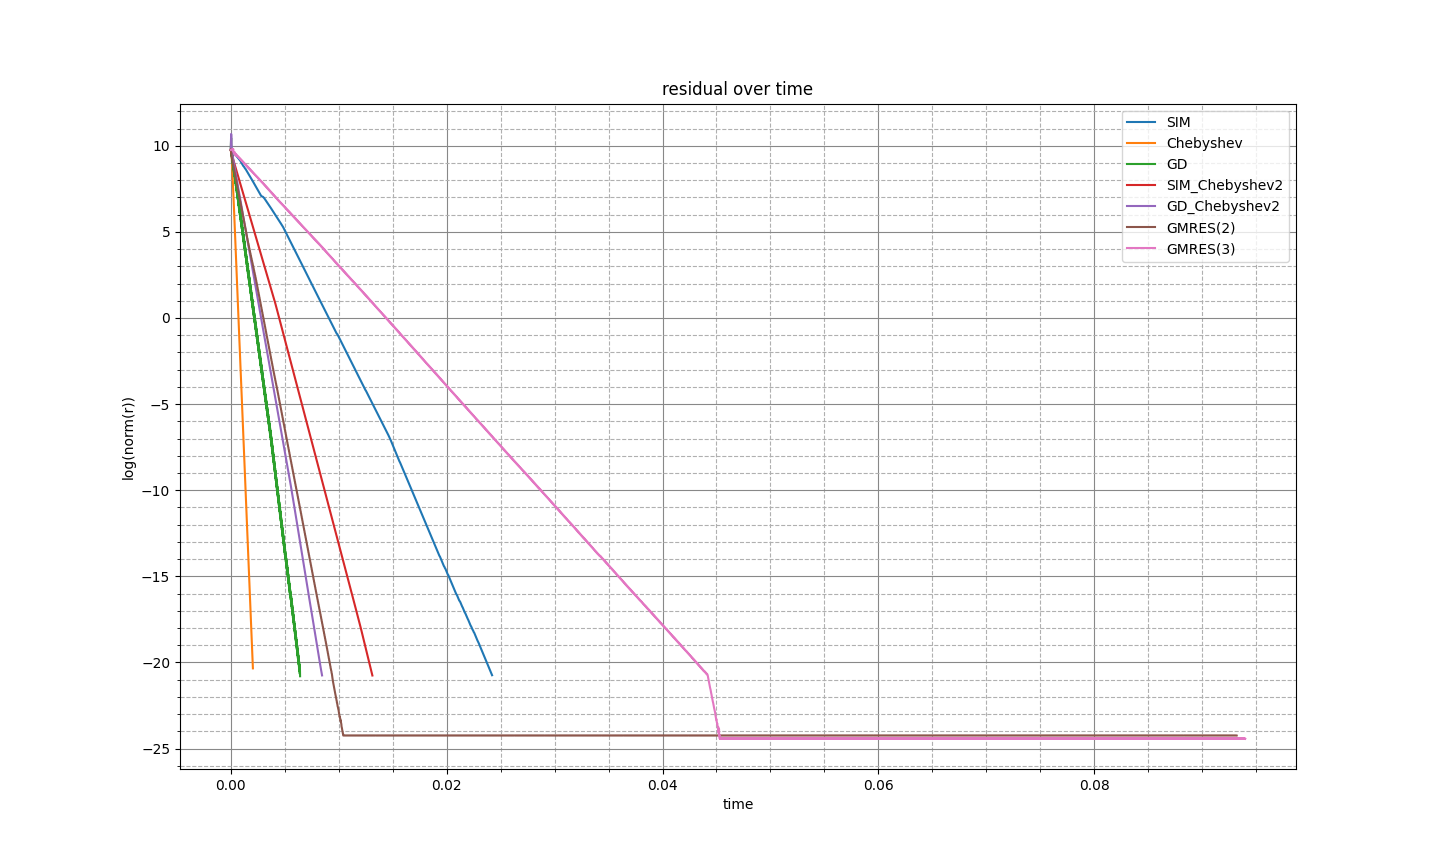 residual over time
SIM
Chebyshev
GD
SIM_Chebyshev2
GD_Chebyshev2
GMRES(2)
GMRES(3)
log(norm(r))
10
5
0
−5
−10
−15
−20
−25
0.00
0.02
0.04
0.06
0.08
time